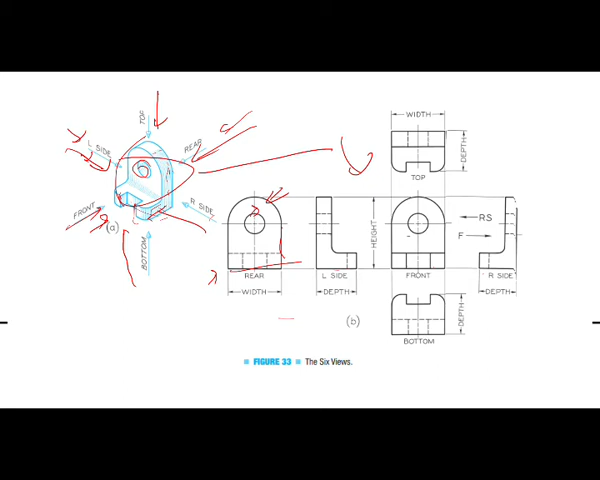 TOP
WIDTH
L SIDE
REAR
DEPTH
TOP
FRONT
R SIDE
(a)
BOTTOM
HEIGHT
RS
F
REAR
L SIDE
FRONT
R SIDE
WIDTH
DEPTH
DEPTH
DEPTH
(b)
BOTTOM
FIGURE 33 The Six Views.